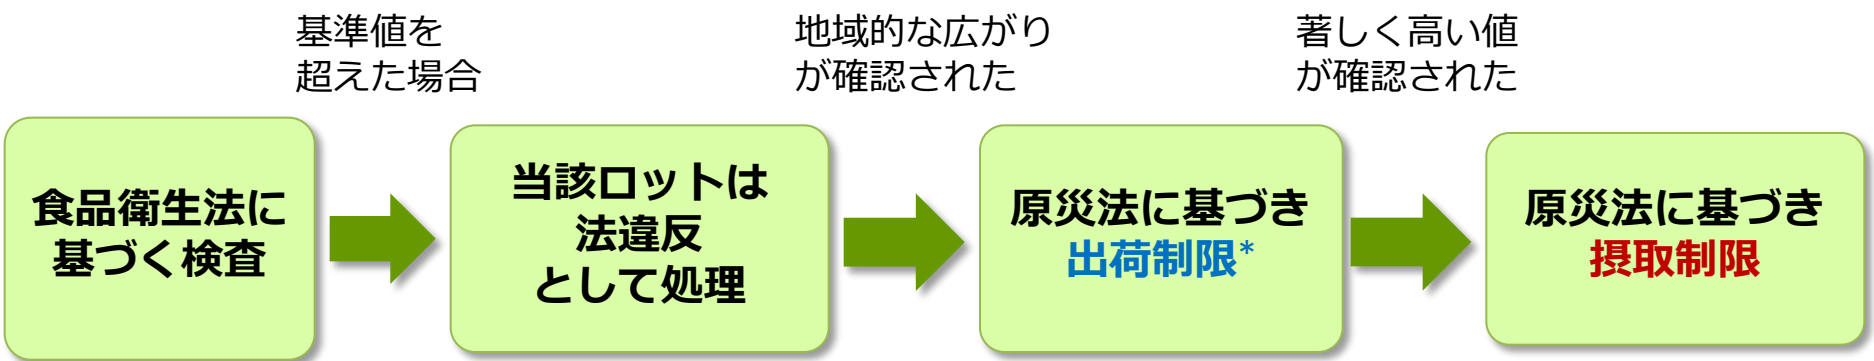 基準値を
超えた場合
地域的な広がり
が確認された
著しく高い値
が確認された
食品衛生法に
基づく検査
当該ロットは
法違反
として処理
原災法に基づき
出荷制限*
原災法に基づき
摂取制限